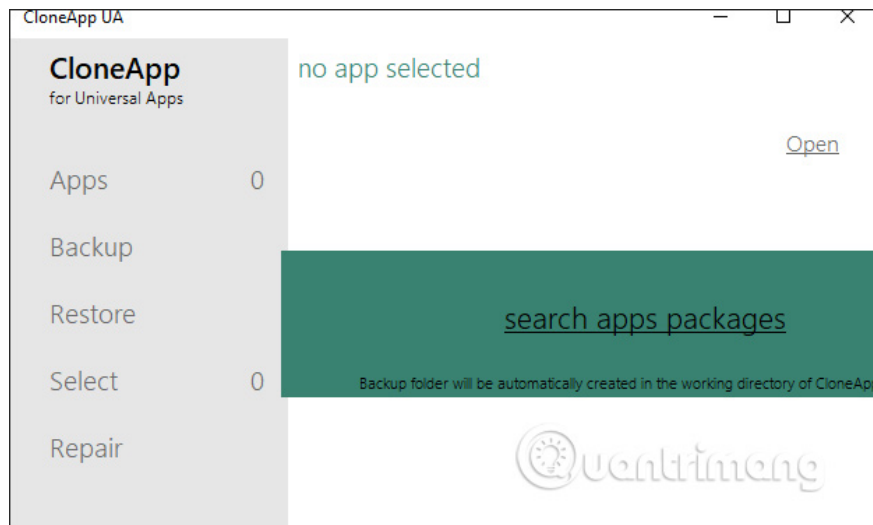 CloneApp UA
CloneApp
for Universal Apps
no app selected
Open
Apps 0
Backup
search apps packages
Restore
Select 0
Backup folder will be automatically created in the working directory of CloneApp
Repair
Quantrimang